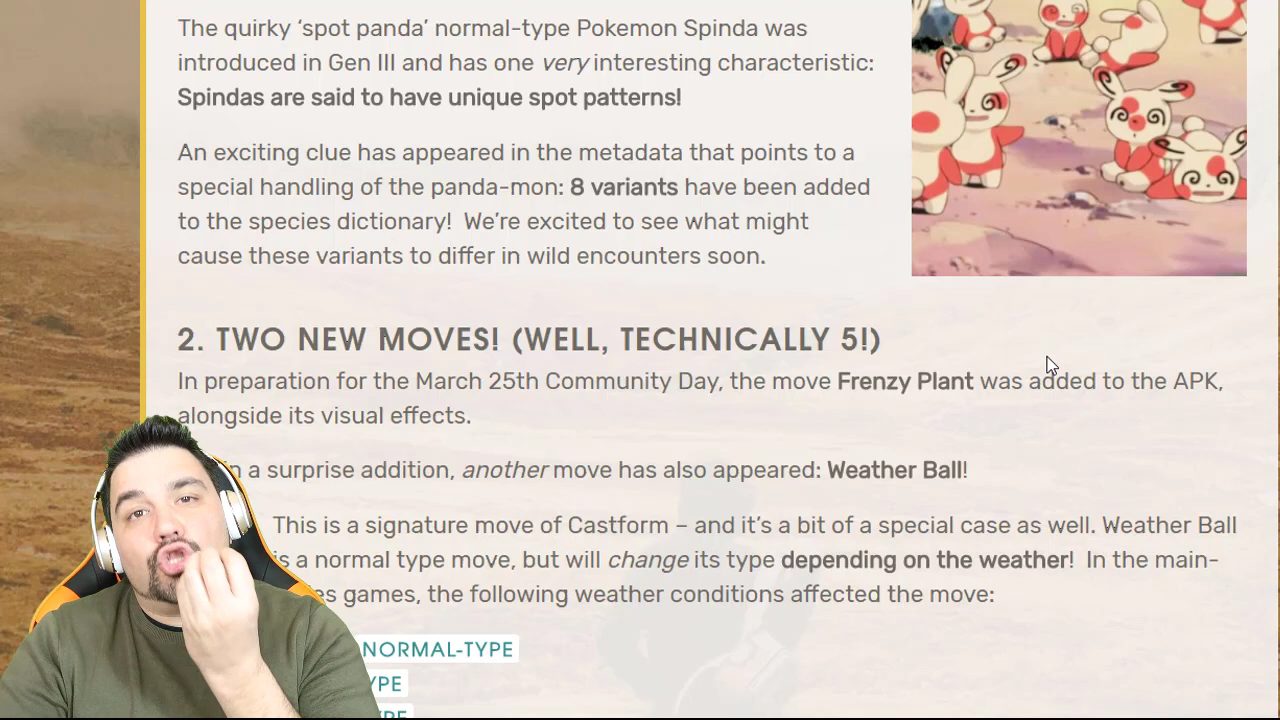 The quirky ‘spot panda’ normal-type Pokemon Spinda was
introduced in Gen III and has one very interesting characteristic:
Spindas are said to have unique spot patterns!
An exciting clue has appeared in the metadata that points to a
special handling of the panda-mon: 8 variants have been added
to the species dictionary!  We’re excited to see what might
cause these variants to differ in wild encounters soon.
2. TWO NEW MOVES! (WELL, TECHNICALLY 5!)
In preparation for the March 25th Community Day, the move Frenzy Plant was added to the APK,
alongside its visual effects.
a surprise addition, another move has also appeared: Weather Ball!
This is a signature move of Castform – and it’s a bit of a special case as well. Weather Ball
is a normal type move, but will change its type depending on the weather!  In the main-
games, the following weather conditions affected the move:
NORMAL-TYPE